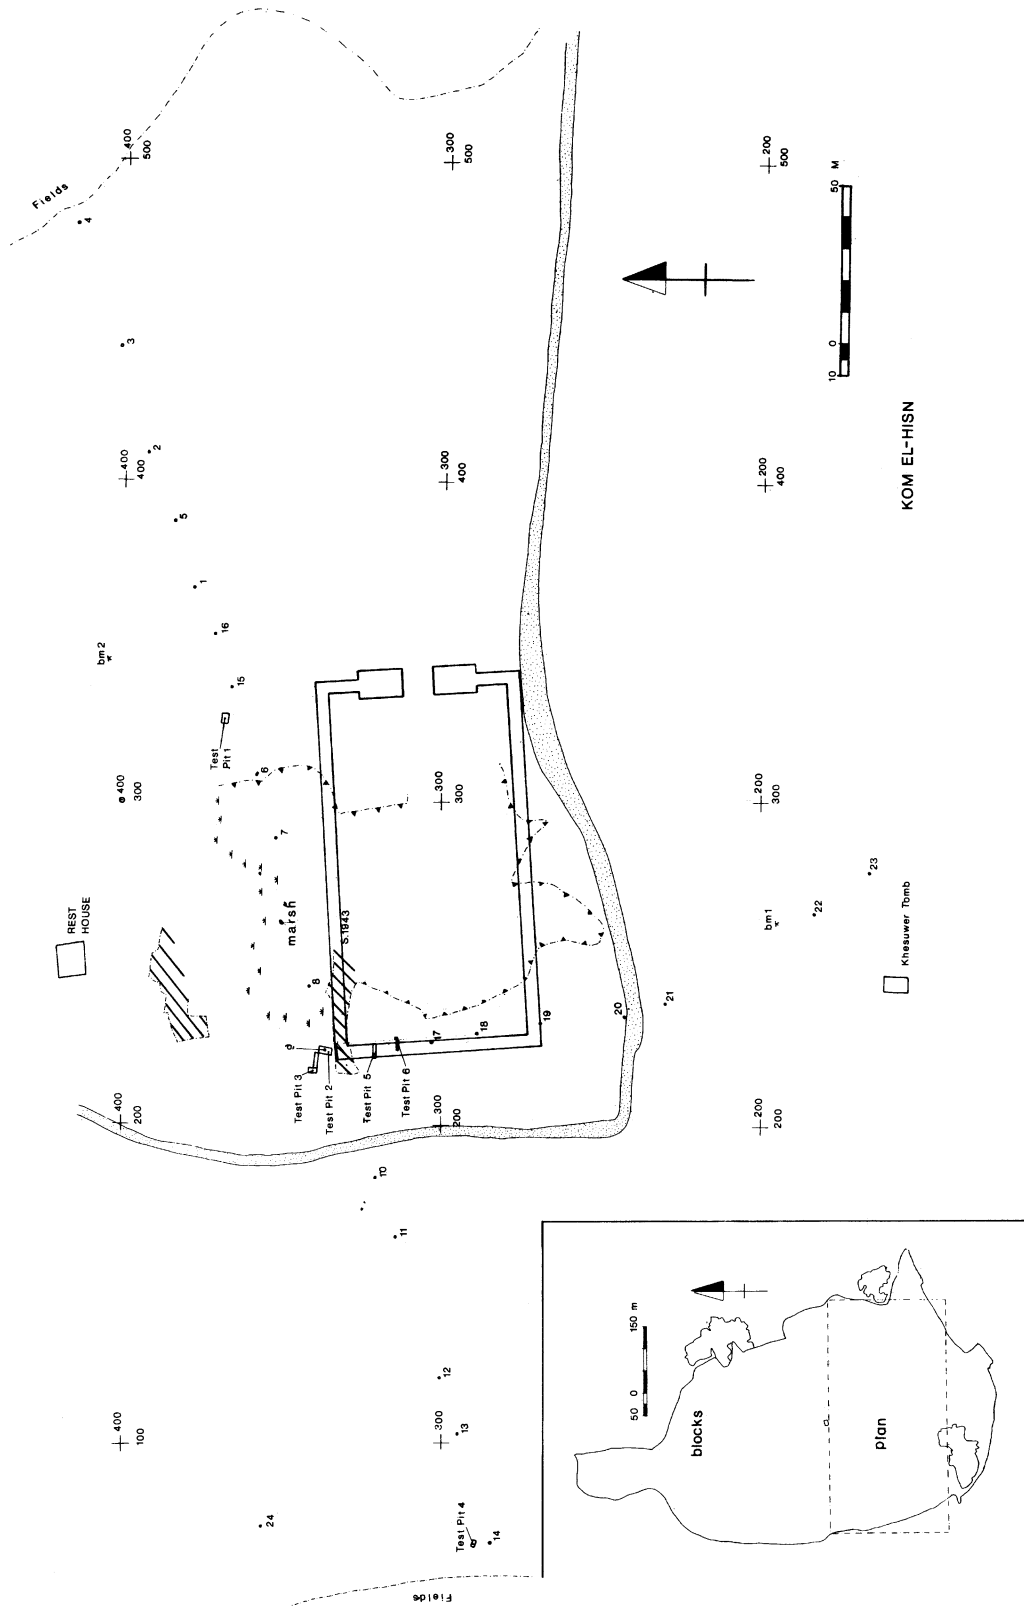 Fields
4
400
500
300
500
200
500
3
400
400
2
300
400
200
400
5
1
16
bm2
15
Test
Pit 1
6
400
300
300
300
200
300
7
REST
HOUSE
marsh
S.1943
8
9
Test Pit 3
Test Pit 2
Test Pit 5
Test Pit 6
17
18
19
20
21
bm1
22
23
Khesuwer Tomb
400
200
300
200
200
200
10
11
12
13
400
100
300
100
24
Test Pit 4
14
Fields
10 0 50 M
KOM EL-HISN
50 0 150 m
blocks
plan